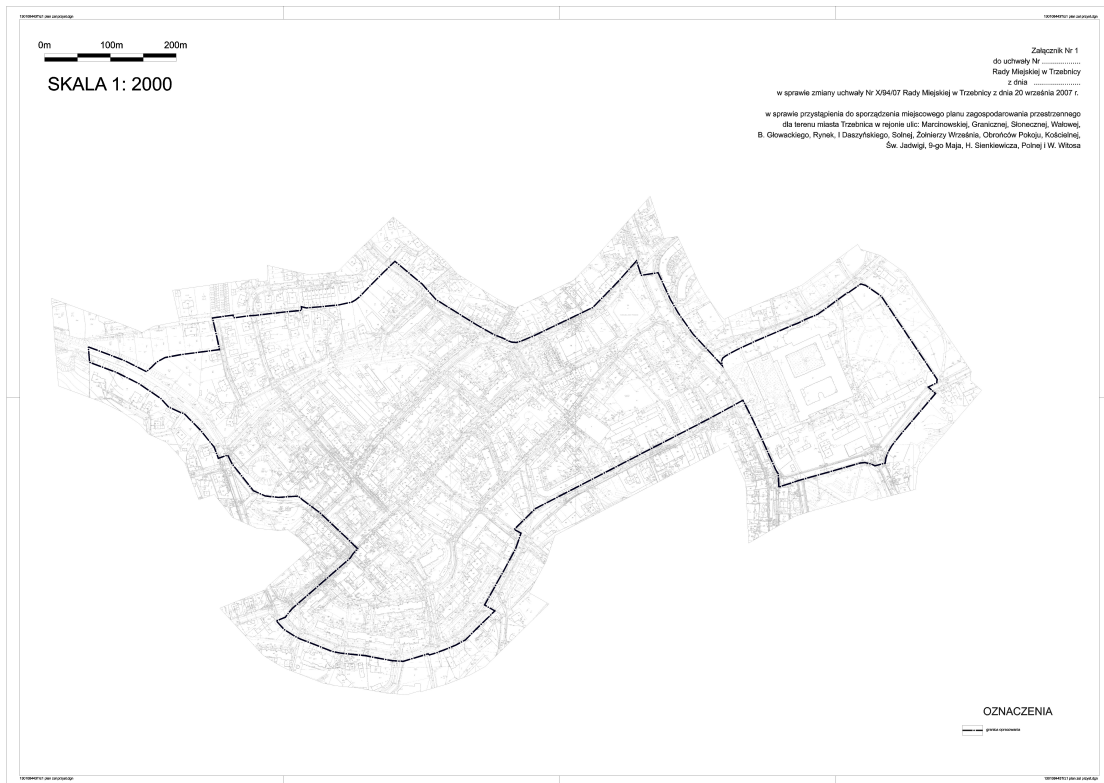 0m 100m 200m
SKALA 1: 2000
Załącznik Nr 1
do uchwały Nr ...................
Rady Miejskiej w Trzebnicy
z dnia .......................
w sprawie zmiany uchwały Nr X/94/07 Rady Miejskiej w Trzebnicy z dnia 20 września 2007 r.
w sprawie przystąpienia do sporządzenia miejscowego planu zagospodarowania przestrzennego
dla terenu miasta Trzebnica w rejonie ulic: Marcinowskiej, Granicznej, Słonecznej, Wałowej,
B. Głowackiego, Rynek, I Daszyńskiego, Solnej, Żołnierzy Września, Obrońców Pokoju, Kościelnej,
Św. Jadwigi, 9-go Maja, H. Sienkiewicza, Polnej i W. Witosa
OZNACZENIA
granica opracowania